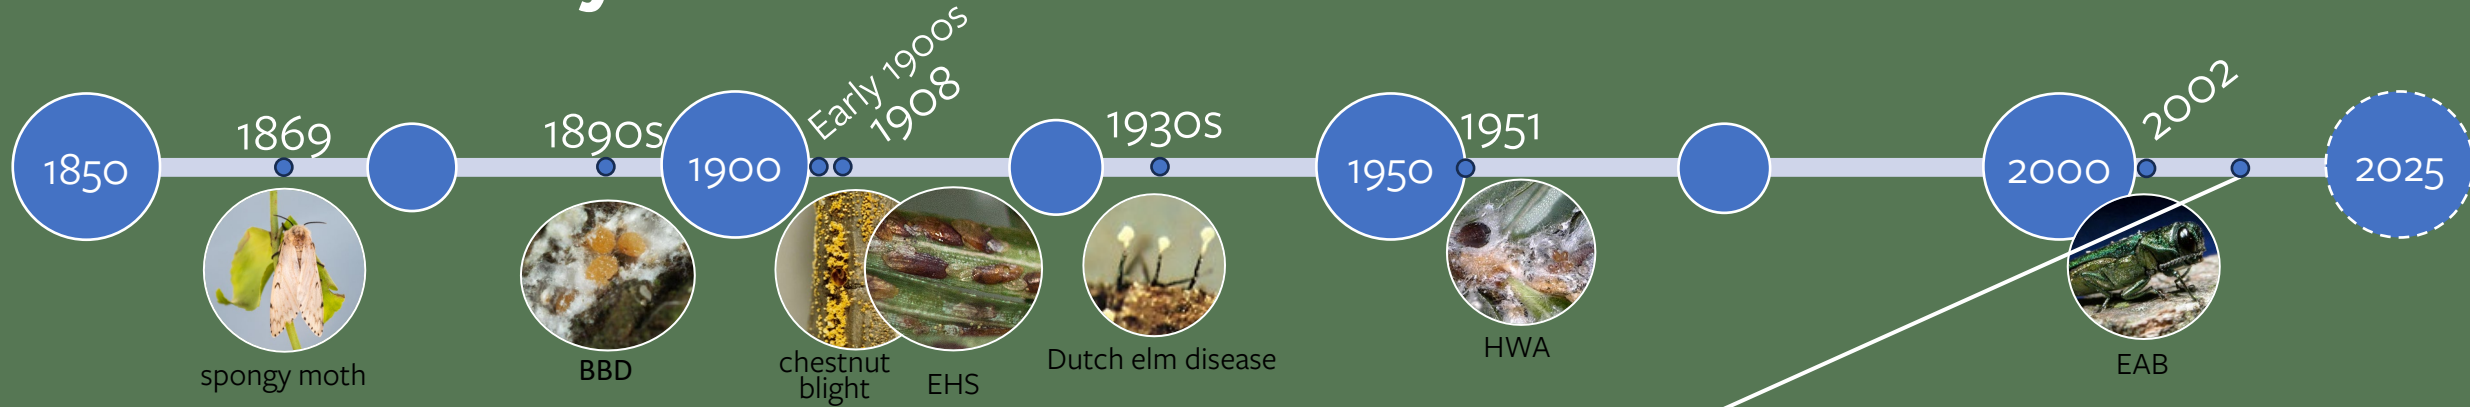 1850
1869
1890s
1900
Early 1900s
1908
1930s
1950
1951
2000
2002
2025
spongy moth
BBD
chestnut
blight
EHS
Dutch elm disease
HWA
EAB